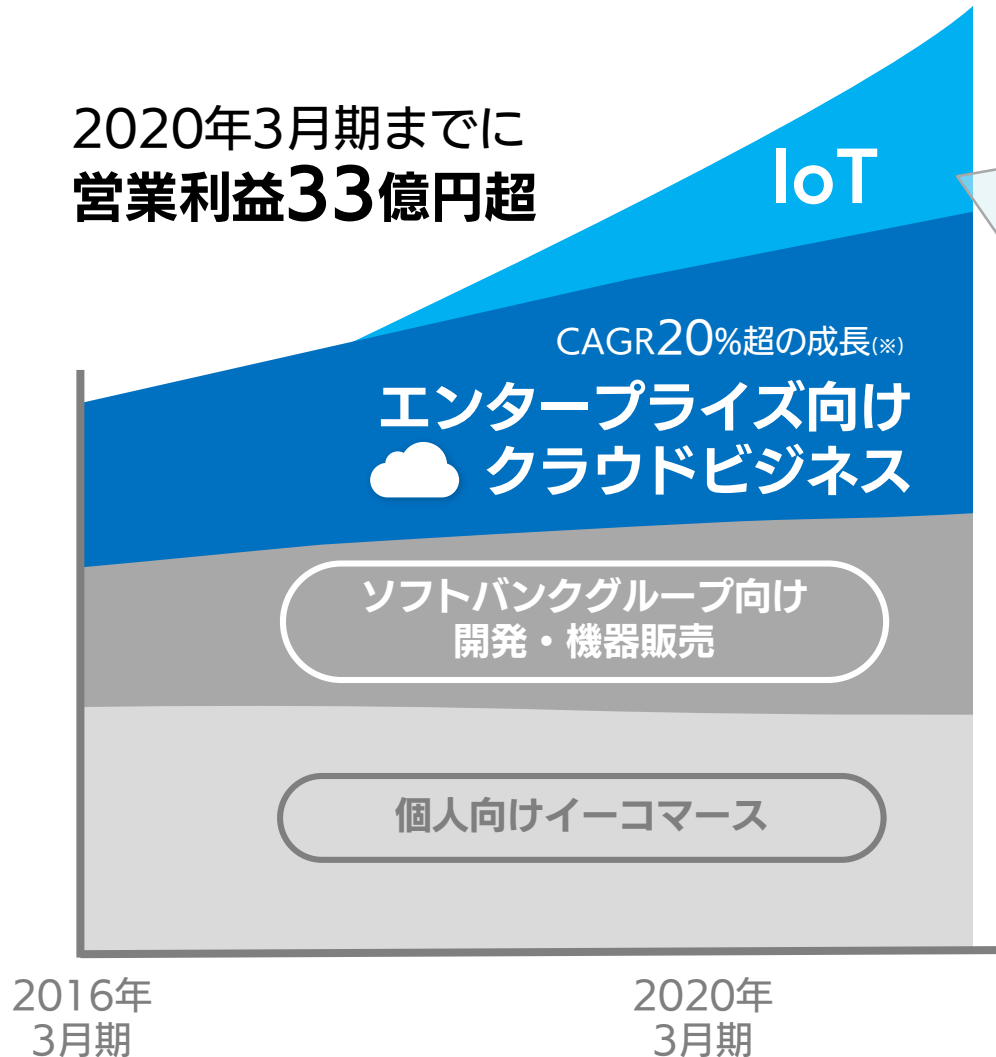 2020年3月期までに
営業利益33億円超
IoT
CAGR20%超の成長(※)
エンタープライズ向け
クラウドビジネス
ソフトバンクグループ向け
開発・機器販売
個人向けイーコマース
2016年
3月期
2020年
3月期